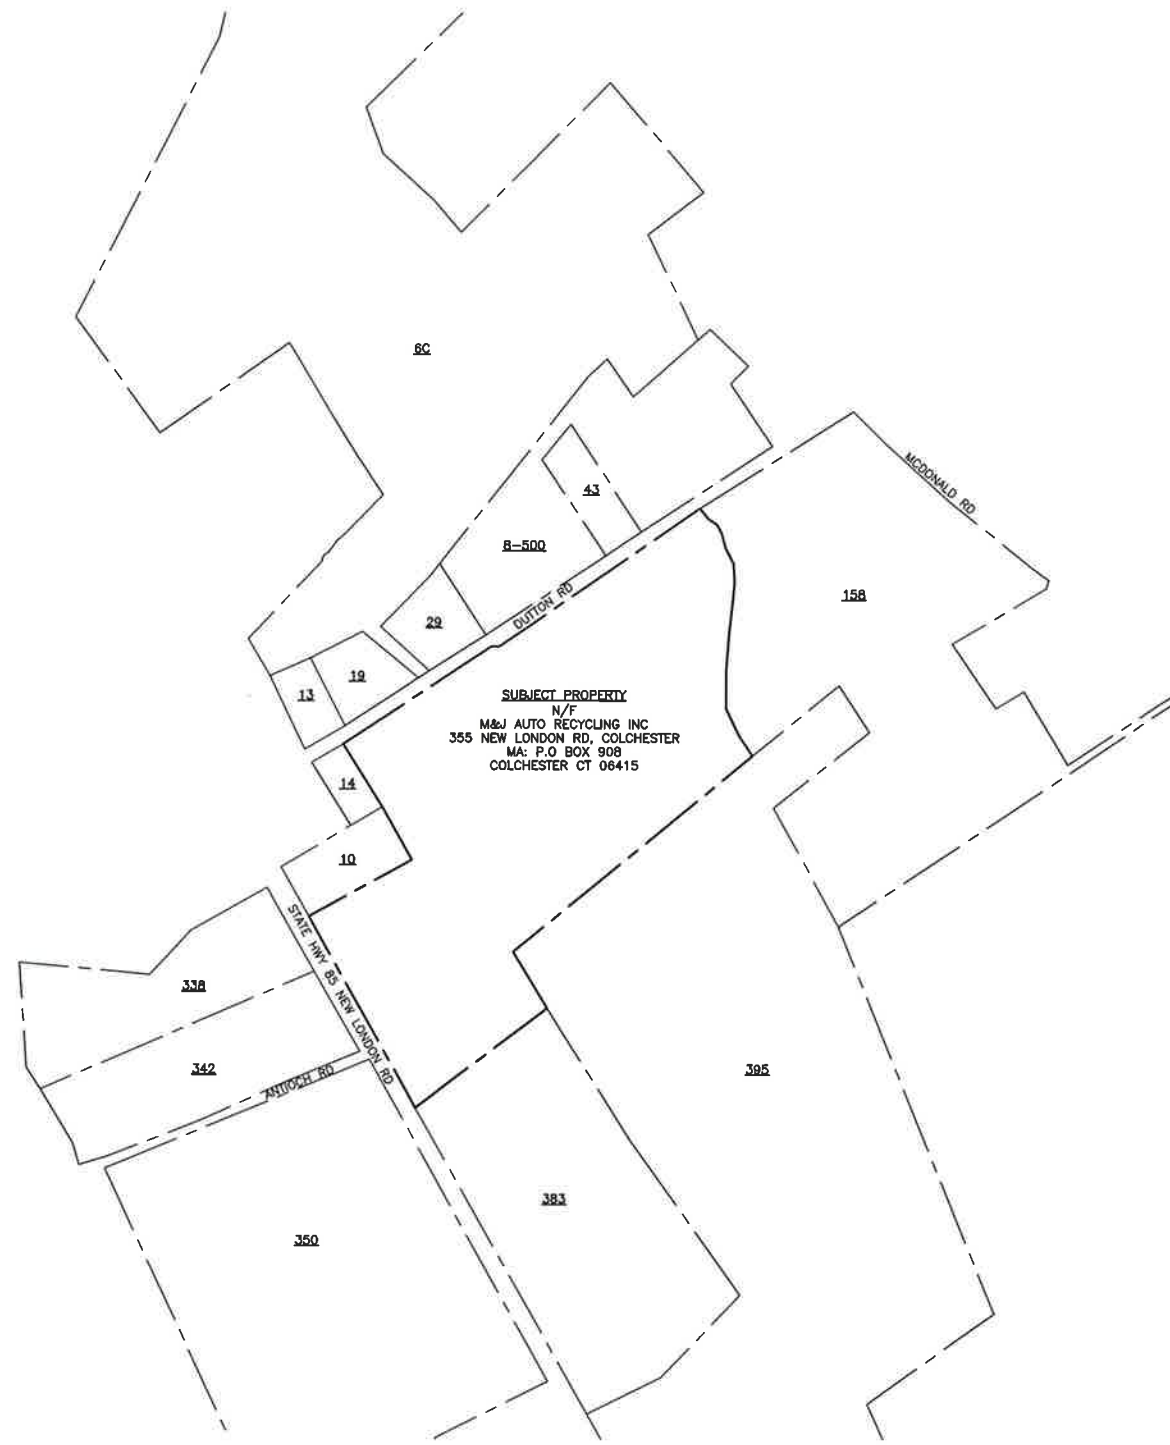 6C
MCDONALD RD
43
8-500
158
DUTTON RD
29
19
13
SUBJECT PROPERTY
N/F
M&J AUTO RECYCLING INC
355 NEW LONDON RD, COLCHESTER
MA: P.O BOX 908
COLCHESTER CT 06415
14
10
STATE HWY 85 NEW LONDON RD
338
342
ANTIOCH RD
395
383
350